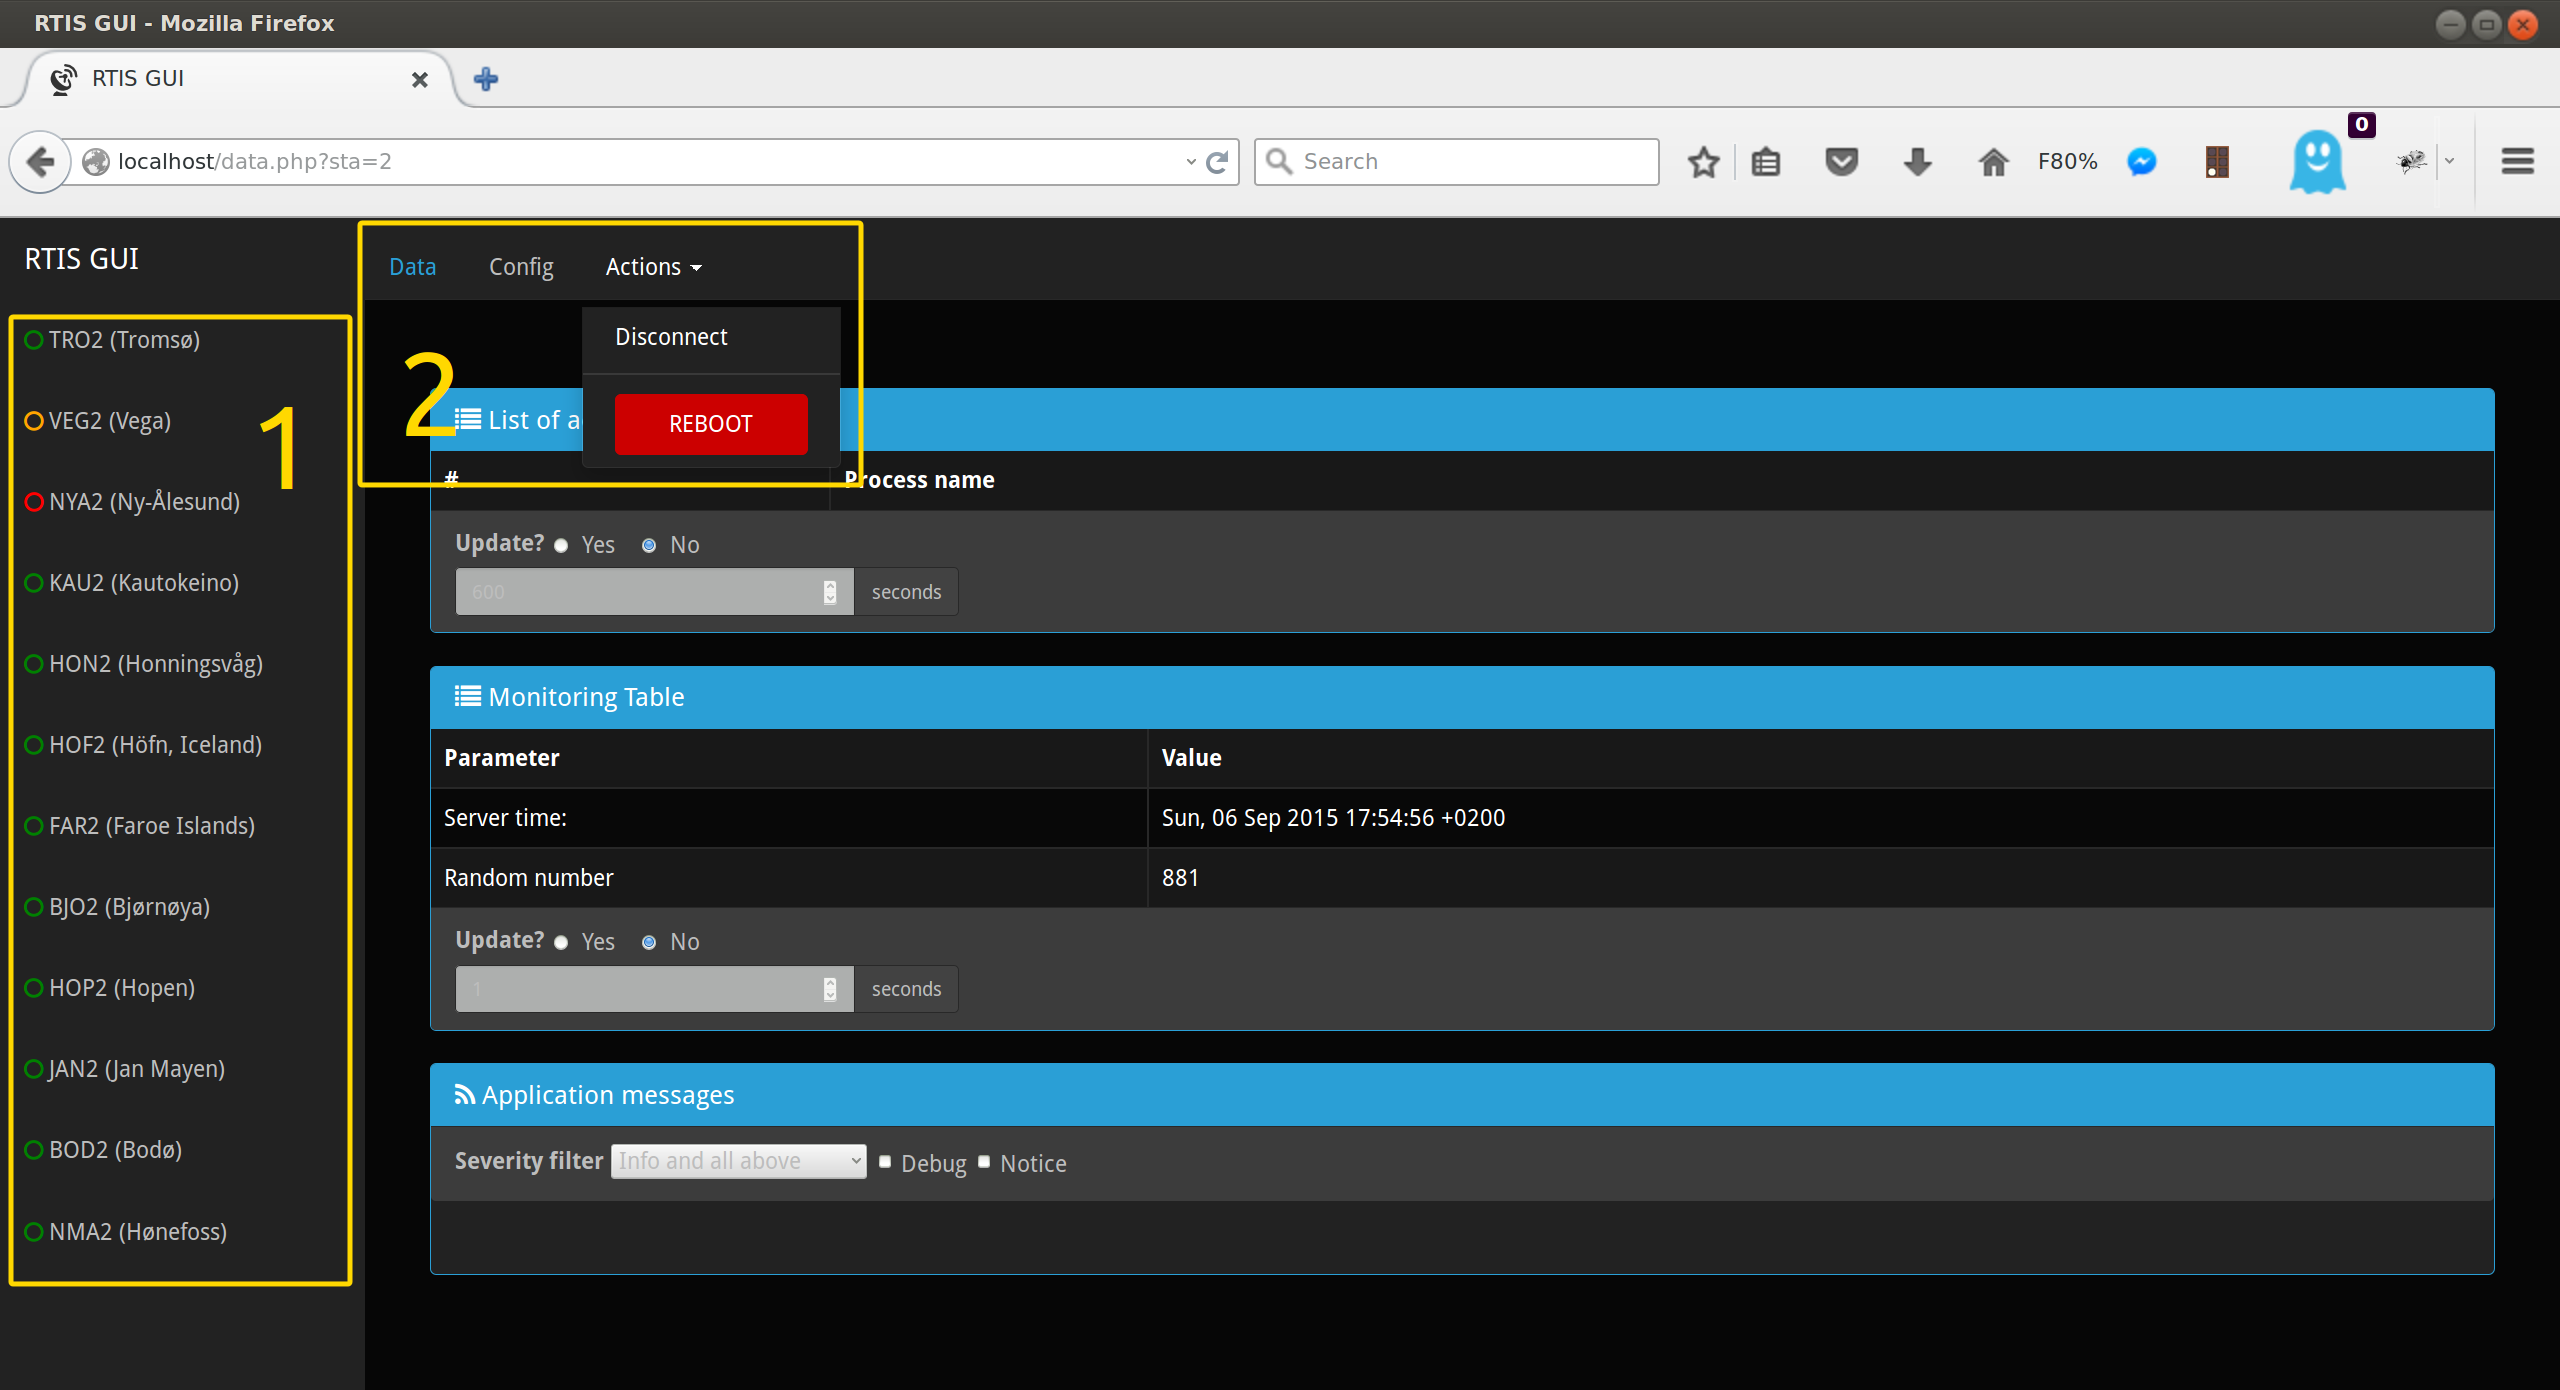 RTIS GUI - Mozilla Firefox
RTIS GUI
localhost/data.php?sta=2
Search
F80%
0
RTIS GUI
Data Config Actions
Disconnect
REBOOT
1
2
TRO2 (Tromsø)
VEG2 (Vega)
NYA2 (Ny-Ålesund)
KAU2 (Kautokeino)
HON2 (Honningsvåg)
HOF2 (Höfn, Iceland)
FAR2 (Faroe Islands)
BJO2 (Bjørnøya)
HOP2 (Hopen)
JAN2 (Jan Mayen)
BOD2 (Bodø)
NMA2 (Hønefoss)
List of a
# Process name
Update? Yes No
600 seconds
Monitoring Table
Parameter Value
Server time: Sun, 06 Sep 2015 17:54:56 +0200
Random number 881
Update? Yes No
1 seconds
Application messages
Severity filter Info and all above Debug Notice